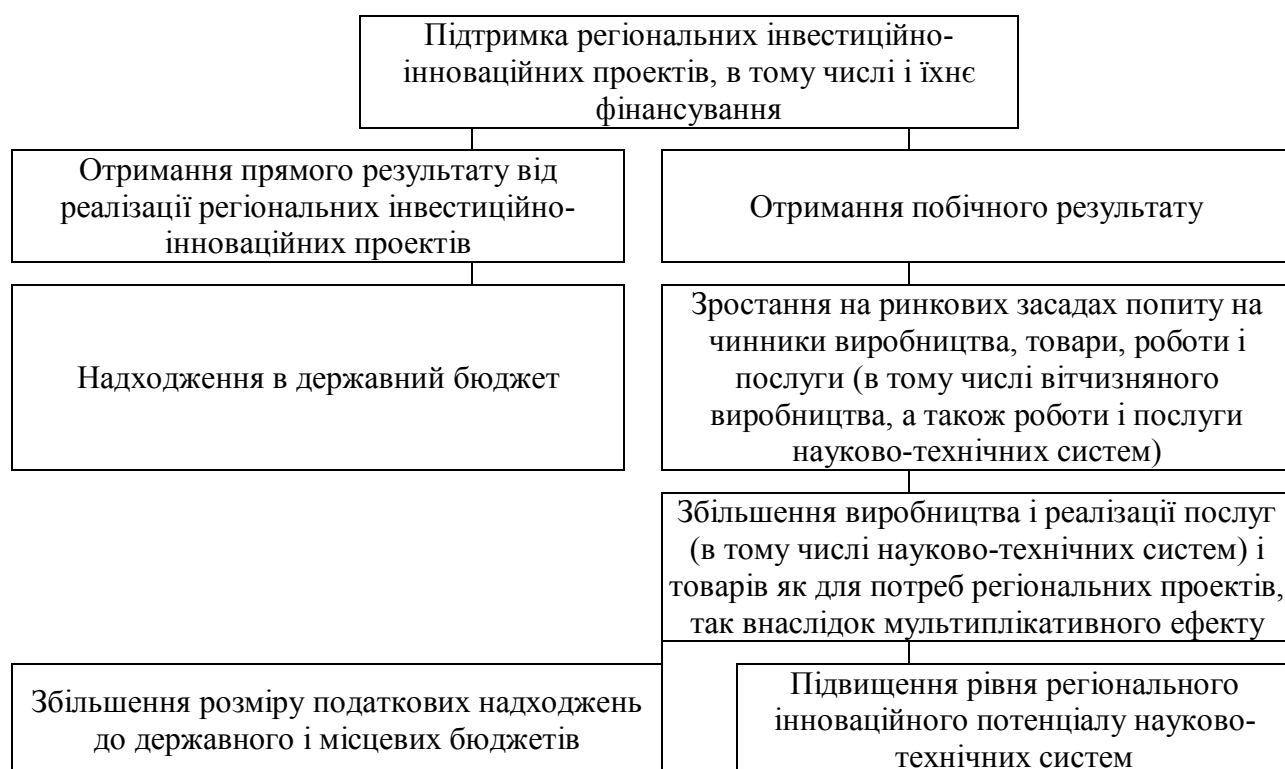 Підтримка регіональних інвестиційно-
інноваційних проектів, в тому числі і їхнє
фінансування
Отримання прямого результату від
реалізації регіональних інвестиційно-
інноваційних проектів
Отримання побічного результату
Надходження в державний бюджет
Зростання на ринкових засадах попиту на
чинники виробництва, товари, роботи і
послуги (в тому числі вітчизняного
виробництва, а також роботи і послуги
науково-технічних систем)
Збільшення виробництва і реалізації послуг
(в тому числі науково-технічних систем) і
товарів як для потреб регіональних проектів,
так внаслідок мультиплікативного ефекту
Збільшення розміру податкових надходжень
до державного і місцевих бюджетів
Підвищення рівня регіонального
інноваційного потенціалу науково-
технічних систем